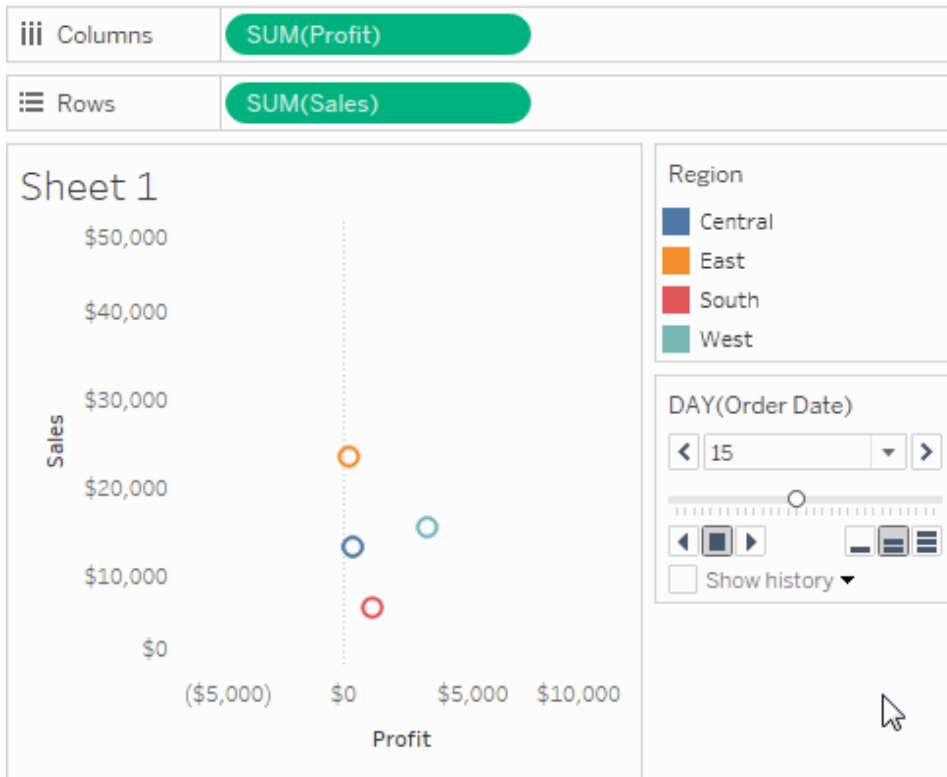 Columns SUM(Profit)
Rows SUM(Sales)
Sheet 1
$50,000
$40,000
$30,000
$20,000
$10,000
$0
Sales
($5,000) $0 $5,000 $10,000
Profit
Region
Central
East
South
West
DAY(Order Date)
15
Show history